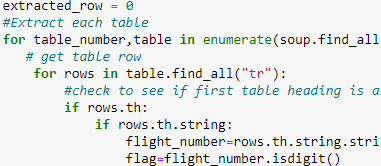 extracted_row = 0
#Extract each table
for table_number,table in enumerate(soup.find_all
# get table row
for rows in table.find_all("tr"):
#check to see if first table heading is a
if rows.th:
if rows.th.string:
flight_number=rows.th.string.stri
flag=flight_number.isdigit()